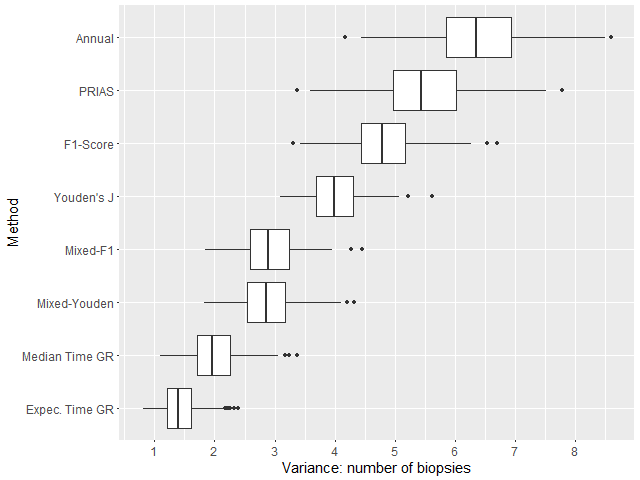 Method
Annual
PRIAS
F1-Score
Youden's J
Mixed-F1
Mixed-Youden
Median Time GR
Expec. Time GR
1 2 3 4 5 6 7 8
Variance: number of biopsies